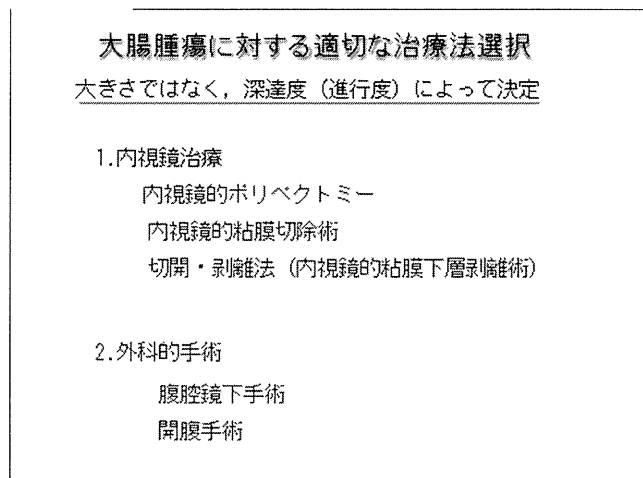 大腸腫瘍に対する適切な治療法選択
大きさではなく，深達度（進行度）によって決定
1.内視鏡治療
内視鏡的ポリペクトミー
内視鏡的粘膜切除術
切開・剥離法（内視鏡的粘膜下層剥離術）
2.外科的手術
腹腔鏡下手術
開腹手術